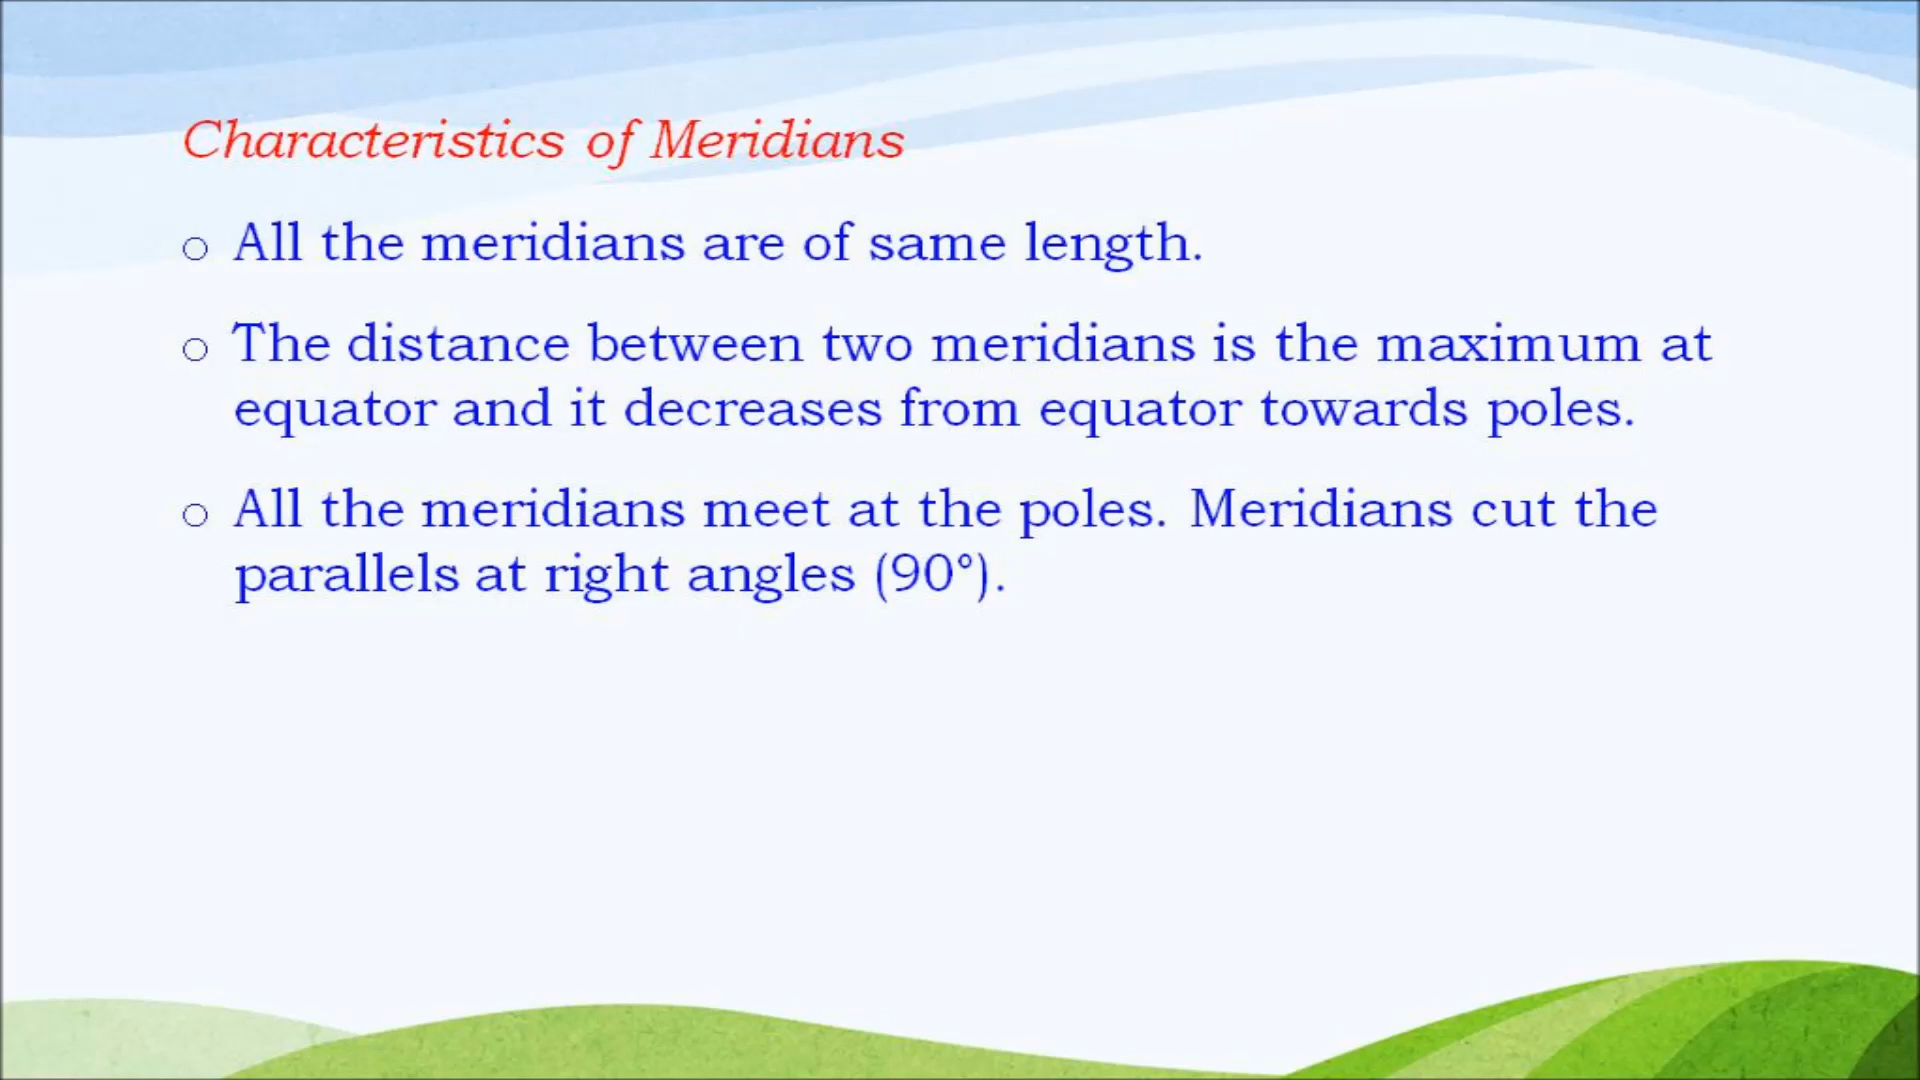 Characteristics of Meridians
o All the meridians are of same length.
o The distance between two meridians is the maximum at
equator and it decreases from equator towards poles.
o All the meridians meet at the poles. Meridians cut the
parallels at right angles (90°).